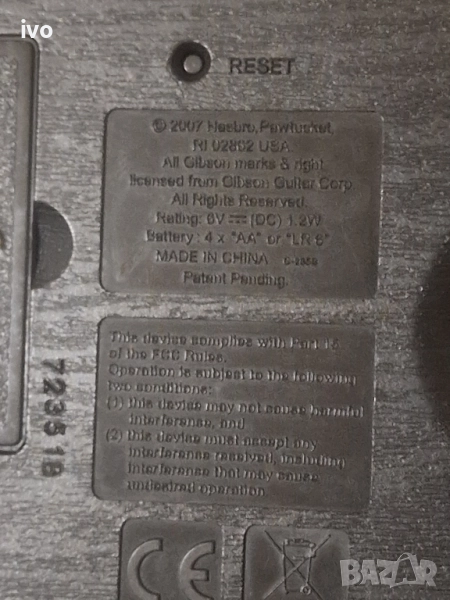 ivo
RESET
© 2007 Hasbro, Pawtucket,
RI 02862 USA
All Gibson marks & right
licensed from Gibson Guitar Corp
All Rights Reserved.
Rating: 6V ⎓ (DC) 1.2W
Battery: 4 x "AA" or "LR 6"
MADE IN CHINA
Patent Pending.
This device complies with Part 15
of the FCC Rules.
Operation is subject to the following
two conditions:
(1) this device may not cause harmful
interference, and
(2) this device must accept any
interference received, including
interference that may cause
undesired operation
723518
CE
BAZAR